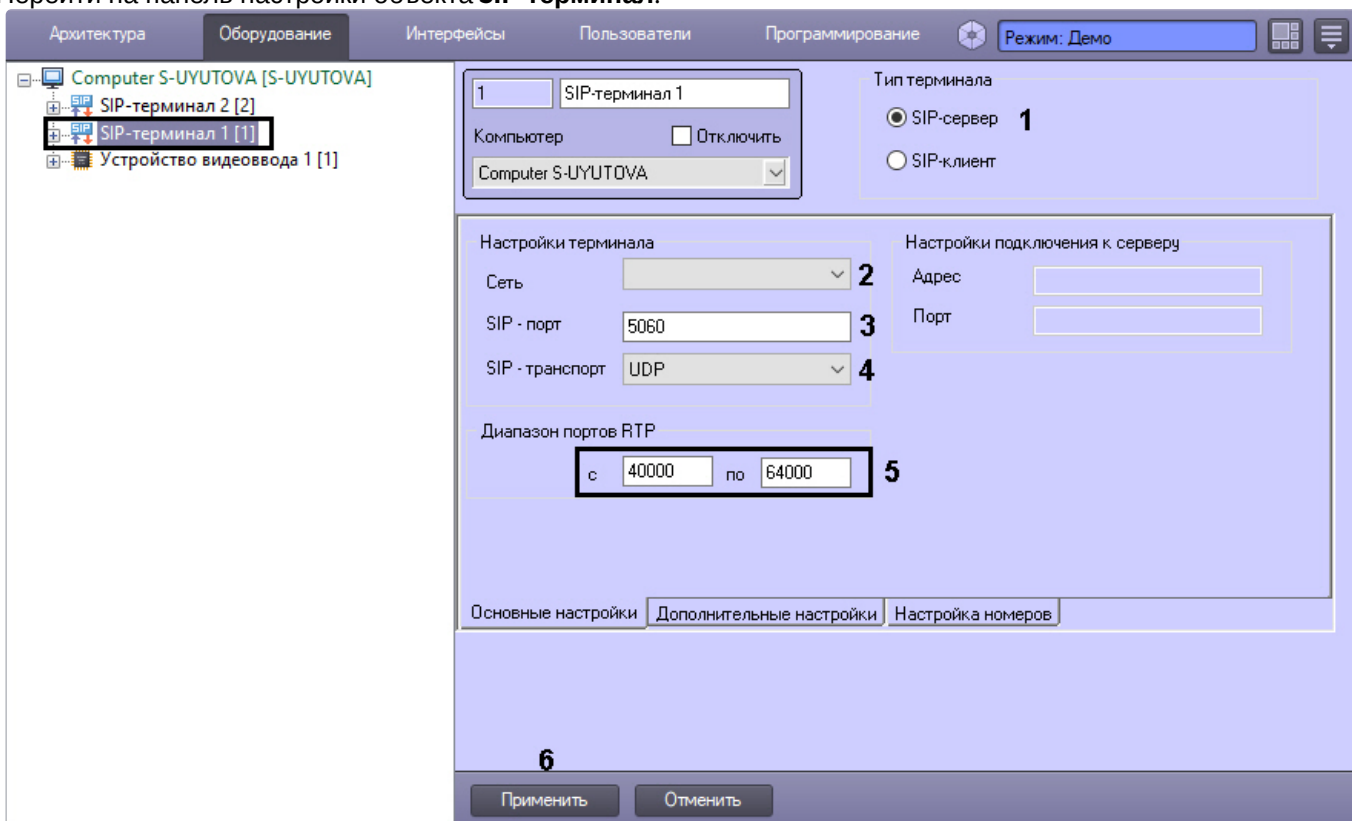 Перейти на панель настройки объекта SIP-терминал.
Архитектура Оборудование Интерфейсы Пользователи Программирование Режим: Демо
Computer S-UYUTOVA [S-UYUTOVA]
SIP-терминал 2 [2]
SIP-терминал 1 [1]
Устройство видеоввода 1 [1]
1 SIP-терминал 1
Компьютер Отключить
Computer S-UYUTOVA
Тип терминала
SIP-сервер 1
SIP-клиент
Настройки терминала
Сеть 2
SIP - порт 5060 3
SIP - транспорт UDP 4
Настройки подключения к серверу
Адрес
Порт
Диапазон портов RTP
с 40000 по 64000 5
Основные настройки Дополнительные настройки Настройка номеров
6
Применить Отменить